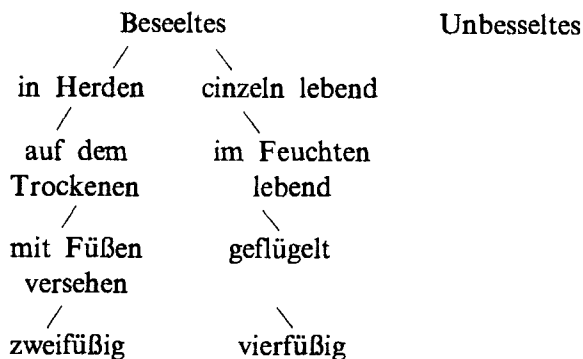 Beseeltes Unbesseltes
in Herden cinzeln lebend
auf dem im Feuchten
Trockenen lebend
mit Füßen geflügelt
versehen
zweifüßig vierfüßig